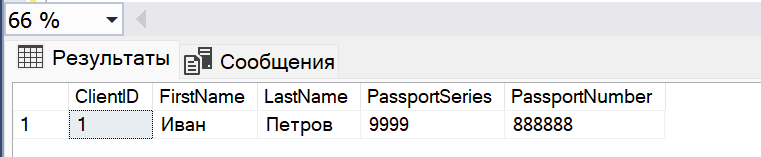 66 %
Результаты Сообщения
ClientID FirstName LastName PassportSeries PassportNumber
1 1 Иван Петров 9999 888888